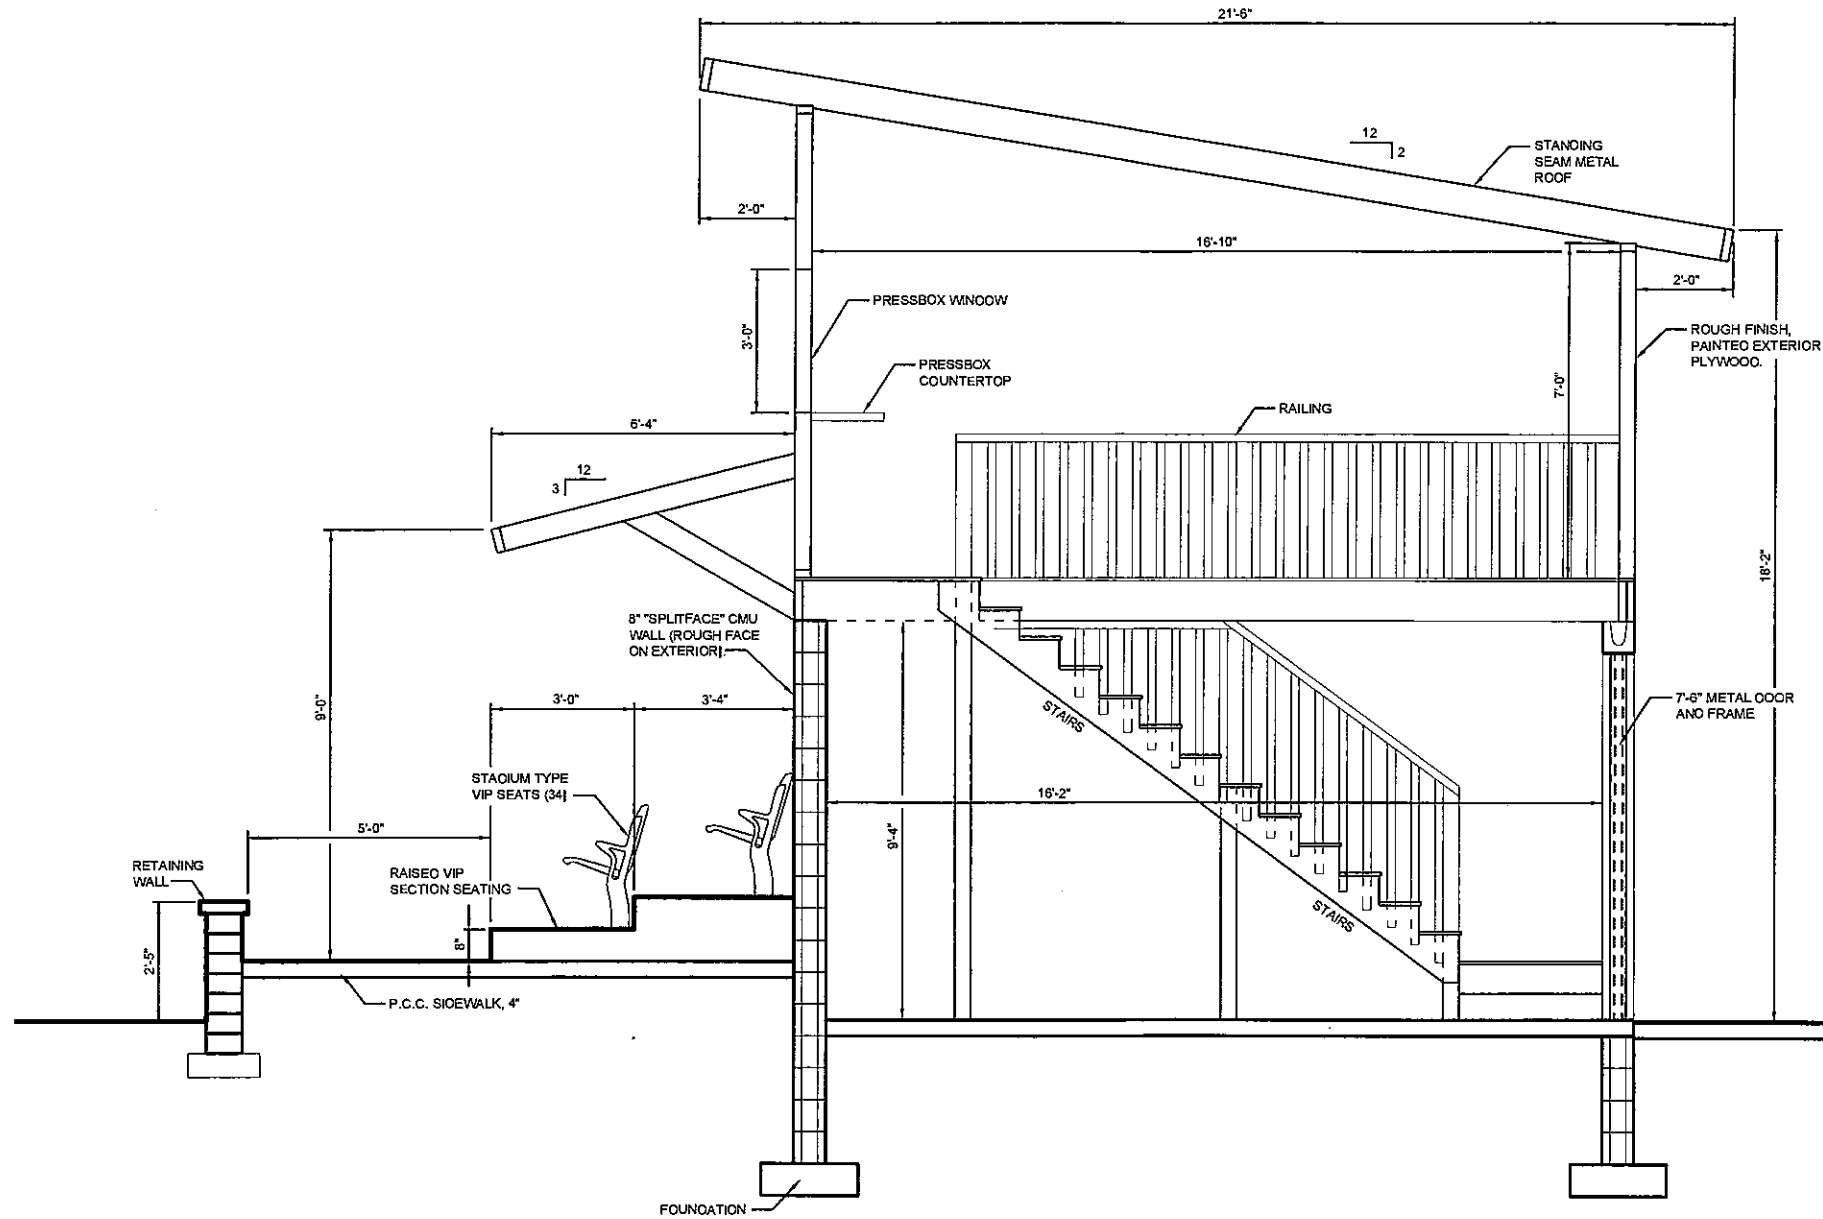 21'-6"
12
2
STANDING
SEAM METAL
ROOF
2'-0"
16'-10"
2'-0"
PRESSBOX WINDOW
3'-0"
ROUGH FINISH,
PAINTED EXTERIOR
PLYWOOD.
PRESSBOX
COUNTERTOP
7'-0"
RAILING
6'-4"
12
3
18'-2"
8" "SPLITFACE" CMU
WALL (ROUGH FACE
ON EXTERIOR).
9'-0"
3'-0"
3'-4"
STAIRS
7'-6" METAL DOOR
AND FRAME
STADIUM TYPE
VIP SEATS (34)
16'-2"
5'-0"
9'-4"
RETAINING
WALL
RAISED VIP
SECTION SEATING
STAIRS
8"
2'-5"
P.C.C. SIDEWALK, 4"
FOUNDATION